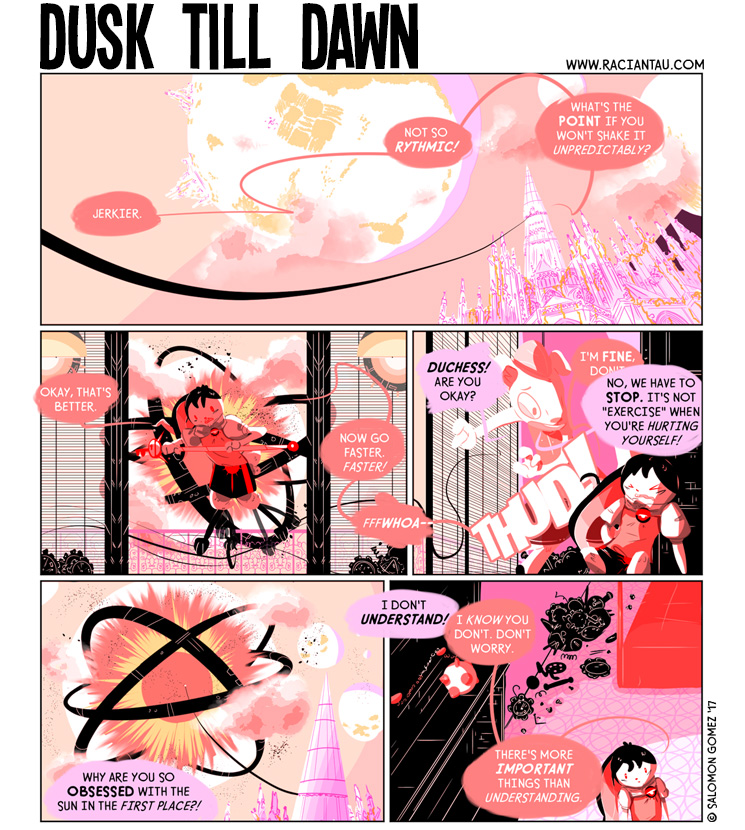 DUSK TILL DAWN
WWW.RACIANTAU.COM
JERKIER.
NOT SO
RYTHMIC!
WHAT'S THE
POINT IF YOU
WON'T SHAKE IT
UNPREDICTABLY?
OKAY, THAT'S
BETTER.
NOW GO
FASTER.
FASTER!
FFFWHOA-
THUD!
DUCHESS!
ARE YOU
OKAY?
I'M FINE,
NO, WE HAVE TO
STOP. IT'S NOT
"EXERCISE" WHEN
YOU'RE HURTING
YOURSELF!
WHY ARE YOU SO
OBSESSED WITH THE
SUN IN THE FIRST PLACE?!
I DON'T
UNDERSTAND!
I KNOW YOU
DON'T. DON'T
WORRY.
THERE'S MORE
IMPORTANT
THINGS THAN
UNDERSTANDING.
© SALOMON GOMEZ '17